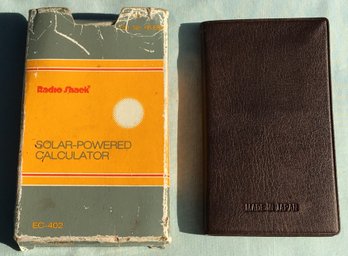 Radio Shack
SOLAR-POWERED
CALCULATOR
EC-402
MADE IN JAPAN